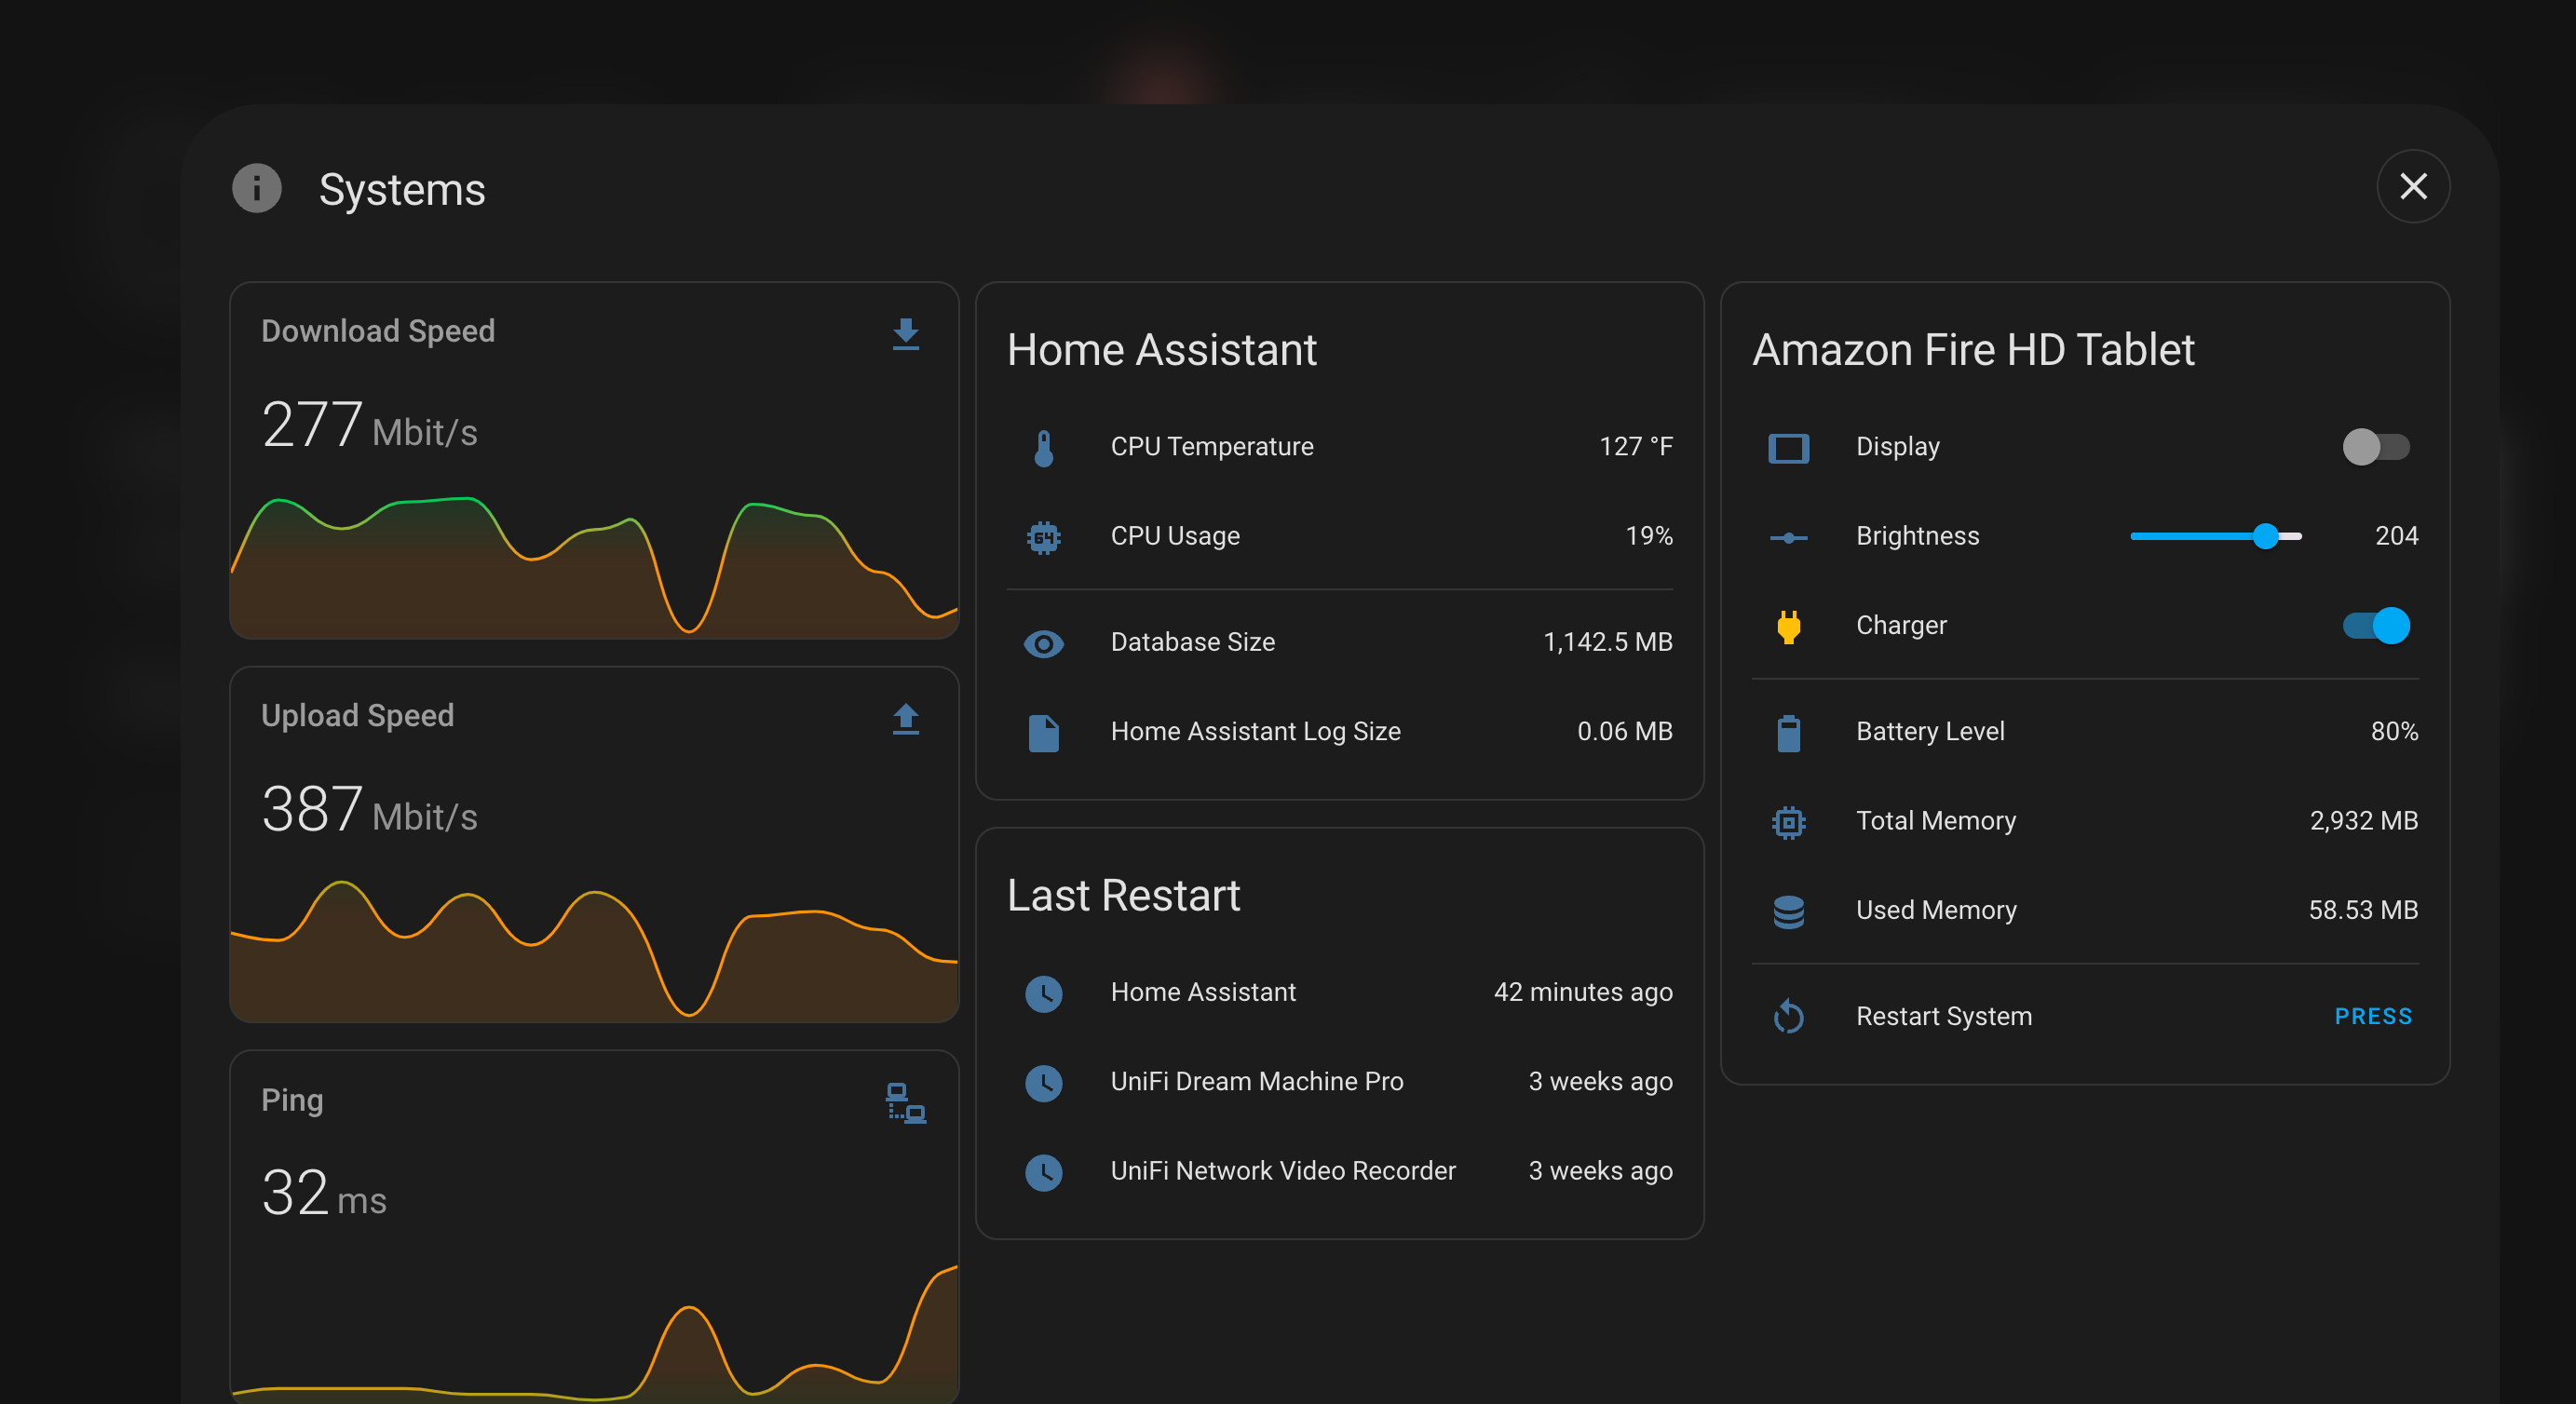 Systems
Download Speed
277 Mbit/s
Upload Speed
387 Mbit/s
Ping
32 ms
Home Assistant
CPU Temperature 127 °F
64
CPU Usage 19%
Database Size 1,142.5 MB
Home Assistant Log Size 0.06 MB
Last Restart
Home Assistant 42 minutes ago
UniFi Dream Machine Pro 3 weeks ago
UniFi Network Video Recorder 3 weeks ago
Amazon Fire HD Tablet
Display
Brightness 204
Charger
Battery Level 80%
Total Memory 2,932 MB
Used Memory 58.53 MB
Restart System PRESS